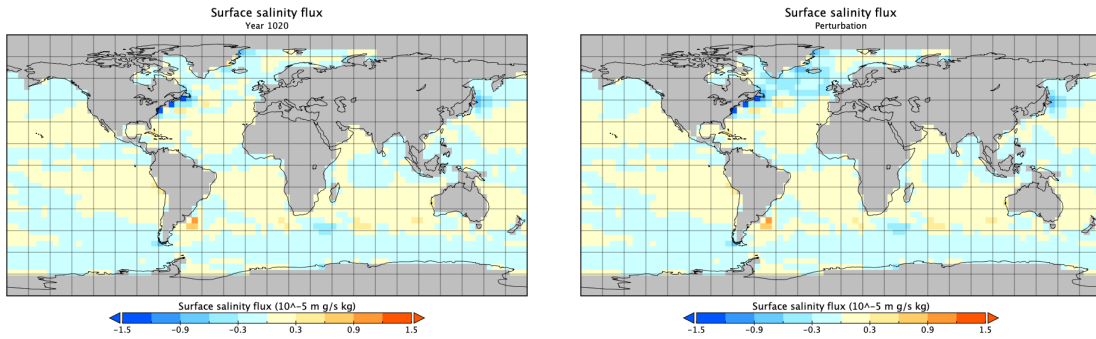 Surface salinity flux
Year 1020
Surface salinity flux (10^−5 m g/s kg)
−1.5 −0.9 −0.3 0.3 0.9 1.5
Surface salinity flux
Perturbation
Surface salinity flux (10^−5 m g/s kg)
−1.5 −0.9 −0.3 0.3 0.9 1.5